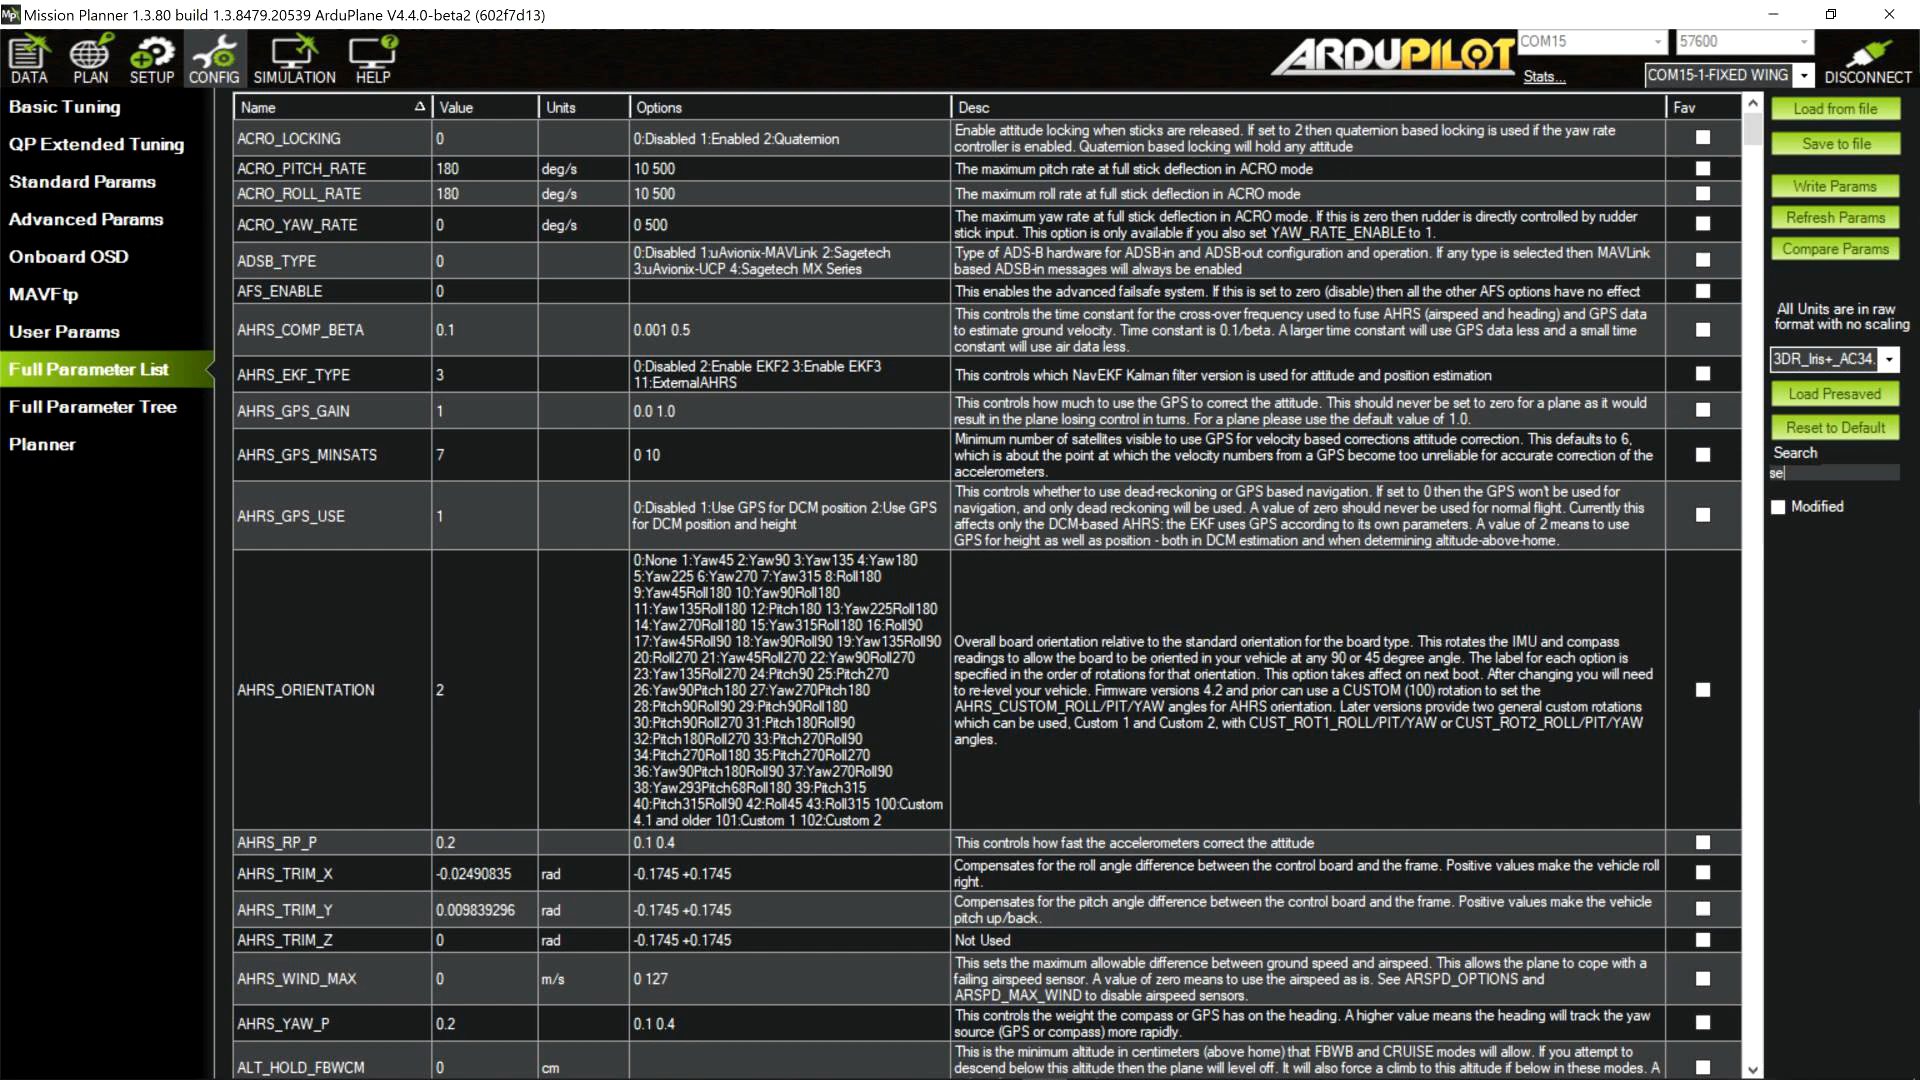 Mission Planner 1.3.80 build 1.3.8479.20539 ArduPlane V4.4.0-beta2 (602f7d13)
DATA PLAN SETUP CONFIG SIMULATION HELP
ARDUPILOT
COM15 57600
Stats... COM15-1-FIXED WING DISCONNECT
Basic Tuning
QP Extended Tuning
Standard Params
Advanced Params
Onboard OSD
MAVFtp
User Params
Full Parameter List
Full Parameter Tree
Planner
Name Value Units Options Desc Fav
ACRO_LOCKING 0 0:Disabled 1:Enabled 2:Quaternion
Enable attitude locking when sticks are released. If set to 2 then quaternion based locking is used if the yaw rate
controller is enabled. Quaternion based locking will hold any attitude
ACRO_PITCH_RATE 180 deg/s 10 500 The maximum pitch rate at full stick deflection in ACRO mode
ACRO_ROLL_RATE 180 deg/s 10 500 The maximum roll rate at full stick deflection in ACRO mode
ACRO_YAW_RATE 0 deg/s 0 500
The maximum yaw rate at full stick deflection in ACRO mode. If this is zero then rudder is directly controlled by rudder
stick input. This option is only available if you also set YAW_RATE_ENABLE to 1.
ADSB_TYPE 0
0:Disabled 1:uAvionix-MAVLink 2:Sagetech
3:uAvionix-UCP 4:Sagetech MX Series
Type of ADS-B hardware for ADSB-in and ADSB-out configuration and operation. If any type is selected then MAVLink
based ADSB-in messages will always be enabled
AFS_ENABLE 0 This enables the advanced failsafe system. If this is set to zero (disable) then all the other AFS options have no effect
AHRS_COMP_BETA 0.1 0.001 0.5
This controls the time constant for the cross-over frequency used to fuse AHRS (airspeed and heading) and GPS data
to estimate ground velocity. Time constant is 0.1/beta. A larger time constant will use GPS data less and a small time
constant will use air data less.
AHRS_EKF_TYPE 3
0:Disabled 2:Enable EKF2 3:Enable EKF3
11:ExternalAHRS
This controls which NavEKF Kalman filter version is used for attitude and position estimation
AHRS_GPS_GAIN 1 0.0 1.0
This controls how much to use the GPS to correct the attitude. This should never be set to zero for a plane as it would
result in the plane losing control in turns. For a plane please use the default value of 1.0.
AHRS_GPS_MINSATS 7 0 10
Minimum number of satellites visible to use GPS for velocity based corrections attitude correction. This defaults to 6,
which is about the point at which the velocity numbers from a GPS become too unreliable for accurate correction of the
accelerometers.
AHRS_GPS_USE 1
0:Disabled 1:Use GPS for DCM position 2:Use GPS
for DCM position and height
This controls whether to use dead-reckoning or GPS based navigation. If set to 0 then the GPS won't be used for
navigation, and only dead reckoning will be used. A value of zero should never be used for normal flight. Currently this
affects only the DCM-based AHRS: the EKF uses GPS according to its own parameters. A value of 2 means to use
GPS for height as well as position - both in DCM estimation and when determining altitude-above-home.
AHRS_ORIENTATION 2
0:None 1:Yaw45 2:Yaw90 3:Yaw135 4:Yaw180
5:Yaw225 6:Yaw270 7:Yaw315 8:Roll180
9:Yaw45Roll180 10:Yaw90Roll180
11:Yaw135Roll180 12:Pitch180 13:Yaw225Roll180
14:Yaw270Roll180 15:Yaw315Roll180 16:Roll90
17:Yaw45Roll90 18:Yaw90Roll90 19:Yaw135Roll90
20:Roll270 21:Yaw45Roll270 22:Yaw90Roll270
23:Yaw135Roll270 24:Pitch90 25:Pitch270
26:Yaw90Pitch180 27:Yaw270Pitch180
28:Pitch90Roll90 29:Pitch90Roll180
30:Pitch90Roll270 31:Pitch180Roll90
32:Pitch180Roll270 33:Pitch270Roll90
34:Pitch270Roll180 35:Pitch270Roll270
36:Yaw90Pitch180Roll90 37:Yaw270Roll90
38:Yaw293Pitch68Roll180 39:Pitch315
40:Pitch315Roll90 42:Roll45 43:Roll315 100:Custom
4.1 and older 101:Custom 1 102:Custom 2
Overall board orientation relative to the standard orientation for the board type. This rotates the IMU and compass
readings to allow the board to be oriented in your vehicle at any 90 or 45 degree angle. The label for each option is
specified in the order of rotations for that orientation. This option takes affect on next boot. After changing you will need
to re-level your vehicle. Firmware versions 4.2 and prior can use a CUSTOM (100) rotation to set the
AHRS_CUSTOM_ROLL/PIT/YAW angles for AHRS orientation. Later versions provide two general custom rotations
which can be used, Custom 1 and Custom 2, with CUST_ROT1_ROLL/PIT/YAW or CUST_ROT2_ROLL/PIT/YAW
angles.
AHRS_RP_P 0.2 0.1 0.4 This controls how fast the accelerometers correct the attitude
AHRS_TRIM_X -0.02490835 rad -0.1745 +0.1745
Compensates for the roll angle difference between the control board and the frame. Positive values make the vehicle roll
right.
AHRS_TRIM_Y 0.009839296 rad -0.1745 +0.1745
Compensates for the pitch angle difference between the control board and the frame. Positive values make the vehicle
pitch up/back.
AHRS_TRIM_Z 0 rad -0.1745 +0.1745 Not Used
AHRS_WIND_MAX 0 m/s 0 127
This sets the maximum allowable difference between ground speed and airspeed. This allows the plane to cope with a
failing airspeed sensor. A value of zero means to use the airspeed as is. See ARSPD_OPTIONS and
ARSPD_MAX_WIND to disable airspeed sensors.
AHRS_YAW_P 0.2 0.1 0.4
This controls the weight the compass or GPS has on the heading. A higher value means the heading will track the yaw
source (GPS or compass) more rapidly.
ALT_HOLD_FBWCM 0 cm
This is the minimum altitude in centimeters (above home) that FBWB and CRUISE modes will allow. If you attempt to
descend below this altitude then the plane will level off. It will also force a climb to this altitude if below in these modes. A
Load from file
Save to file
Write Params
Refresh Params
Compare Params
All Units are in raw
format with no scaling
3DR_Iris+_AC34.
Load Presaved
Reset to Default
Search
se
Modified